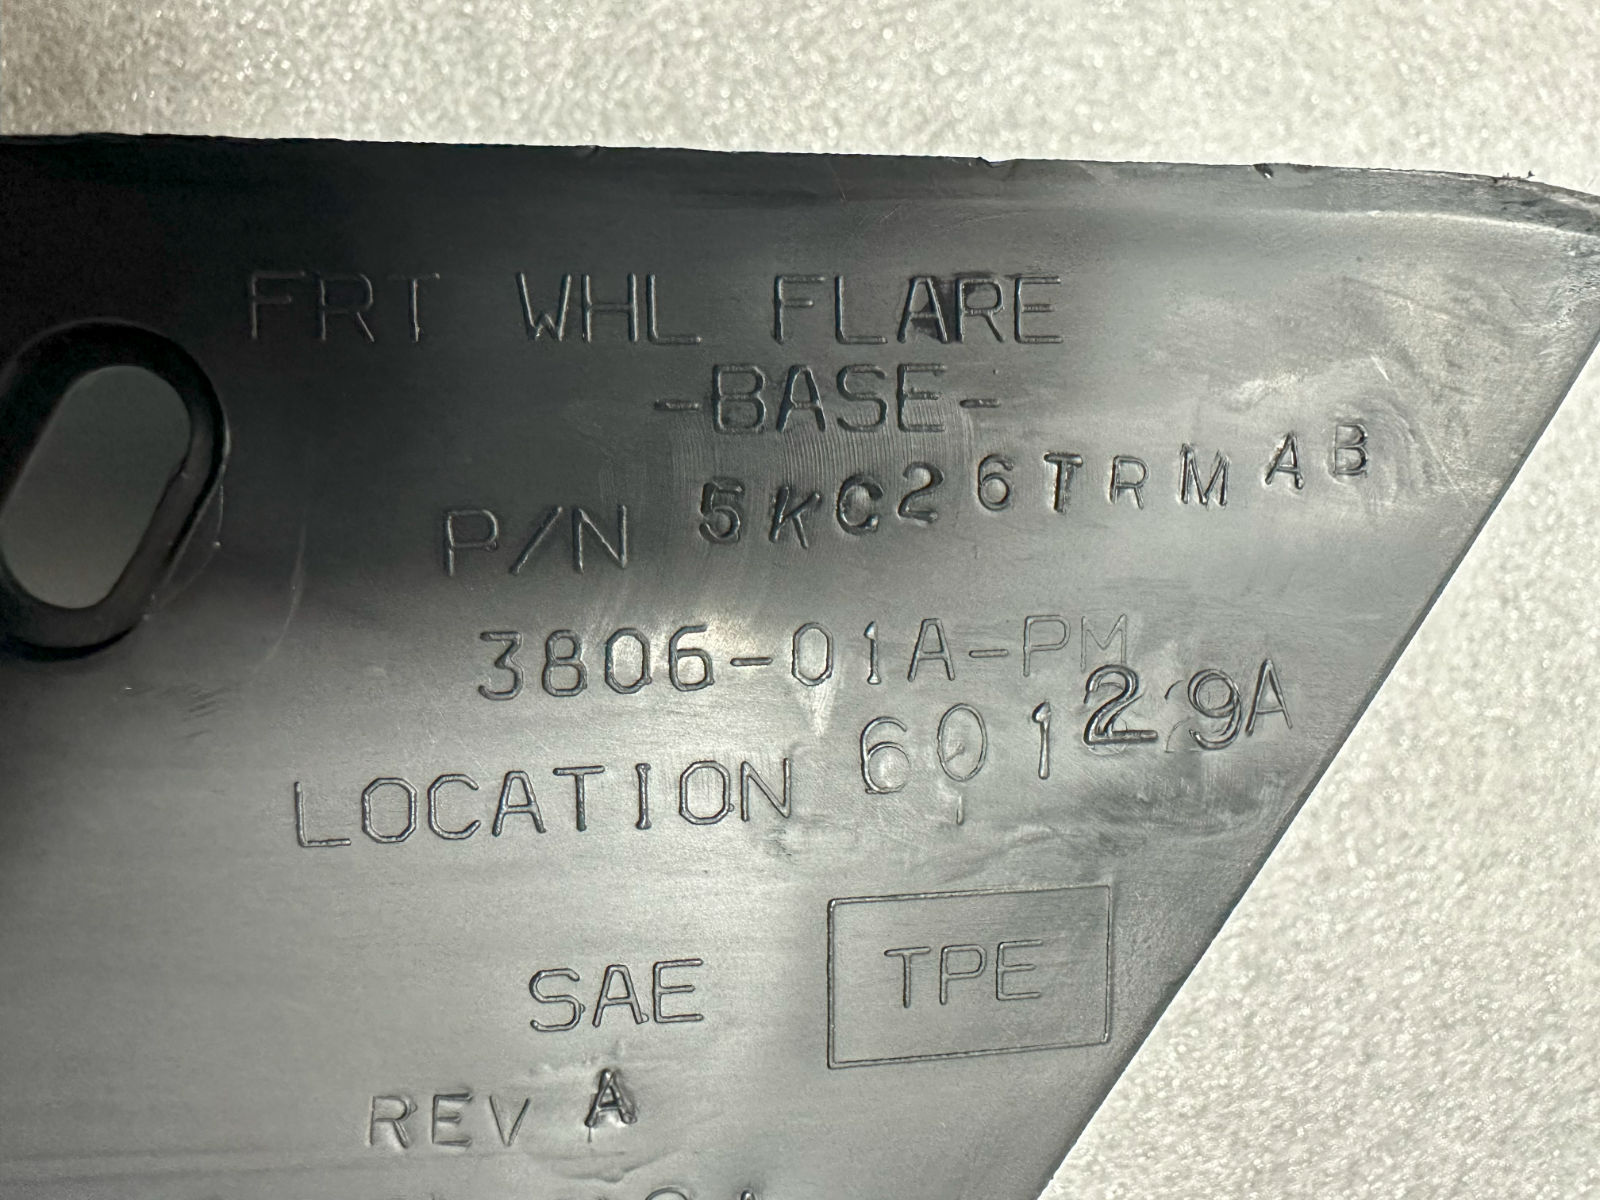 FRT WHL FLARE
-BASE-
P/N 5KC26TRMAB
3806-01A-PM
LOCATION 60129A
SAE TPE
REV A